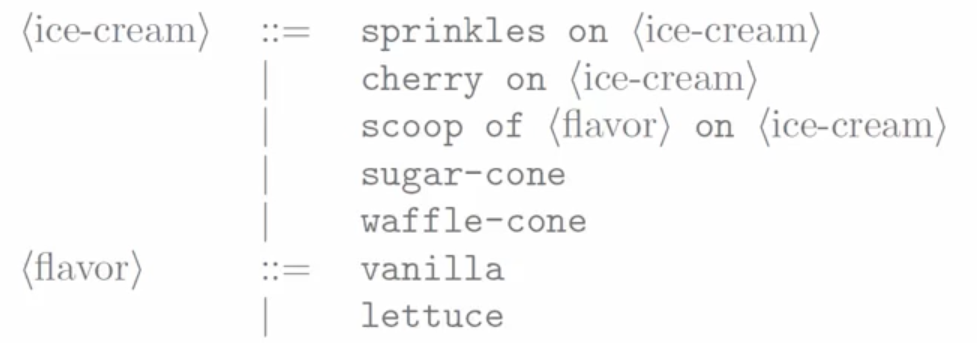 ⟨ice-cream⟩ ::= sprinkles on ⟨ice-cream⟩
| cherry on ⟨ice-cream⟩
| scoop of ⟨flavor⟩ on ⟨ice-cream⟩
| sugar-cone
| waffle-cone
⟨flavor⟩ ::= vanilla
| lettuce